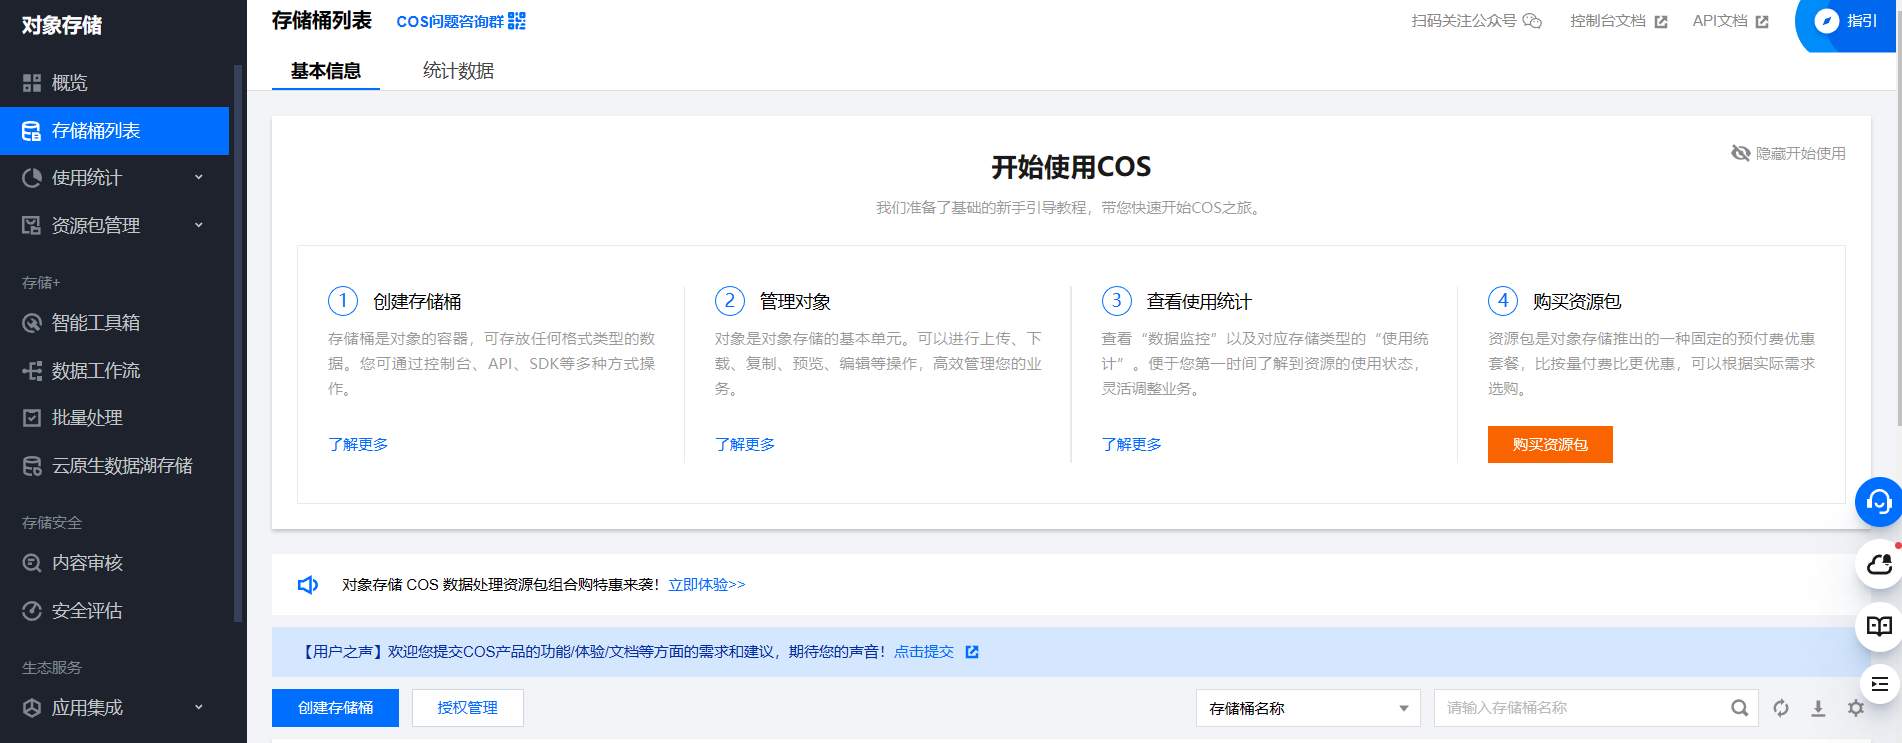 对象存储
概览
存储桶列表
使用统计
资源包管理
存储+
智能工具箱
数据工作流
批量处理
云原生数据湖存储
存储安全
内容审核
安全评估
生态服务
应用集成
存储桶列表
COS问题咨询群
扫码关注公众号
控制台文档
API文档
指引
基本信息
统计数据
开始使用COS
隐藏开始使用
我们准备了基础的新手引导教程，带您快速开始COS之旅。
1 创建存储桶
存储桶是对象的容器，可存放任何格式类型的数
据。您可通过控制台、API、SDK等多种方式操
作。
了解更多
2 管理对象
对象是对象存储的基本单元。可以进行上传、下
载、复制、预览、编辑等操作，高效管理您的业
务。
了解更多
3 查看使用统计
查看“数据监控”以及对应存储类型的“使用统
计”。便于您第一时间了解到资源的使用状态，
灵活调整业务。
了解更多
4 购买资源包
资源包是对象存储推出的一种固定的预付费优惠
套餐，比按量付费比更优惠，可以根据实际需求
选购。
购买资源包
对象存储 COS 数据处理资源包组合购特惠来袭！立即体验>>
【用户之声】欢迎您提交COS产品的功能/体验/文档等方面的需求和建议，期待您的声音！点击提交
创建存储桶
授权管理
存储桶名称
请输入存储桶名称